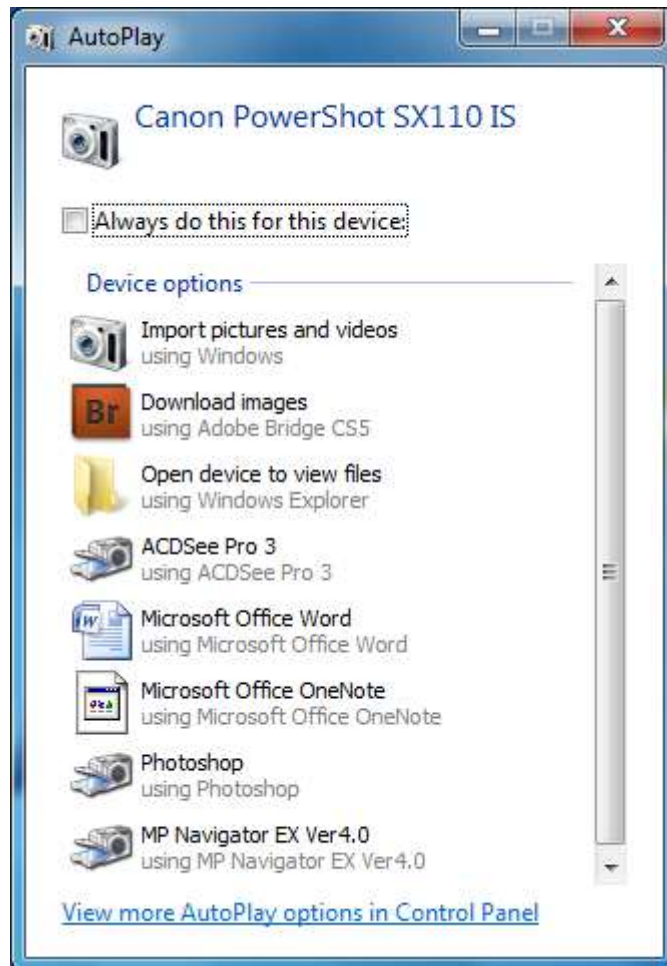 AutoPlay
Canon PowerShot SX110 IS
Always do this for this device:
Device options
Import pictures and videos
using Windows
Br
Download images
using Adobe Bridge CS5
Open device to view files
using Windows Explorer
ACDSee Pro 3
using ACDSee Pro 3
W
Microsoft Office Word
using Microsoft Office Word
Microsoft Office OneNote
using Microsoft Office OneNote
Photoshop
using Photoshop
MP Navigator EX Ver4.0
using MP Navigator EX Ver4.0
View more AutoPlay options in Control Panel